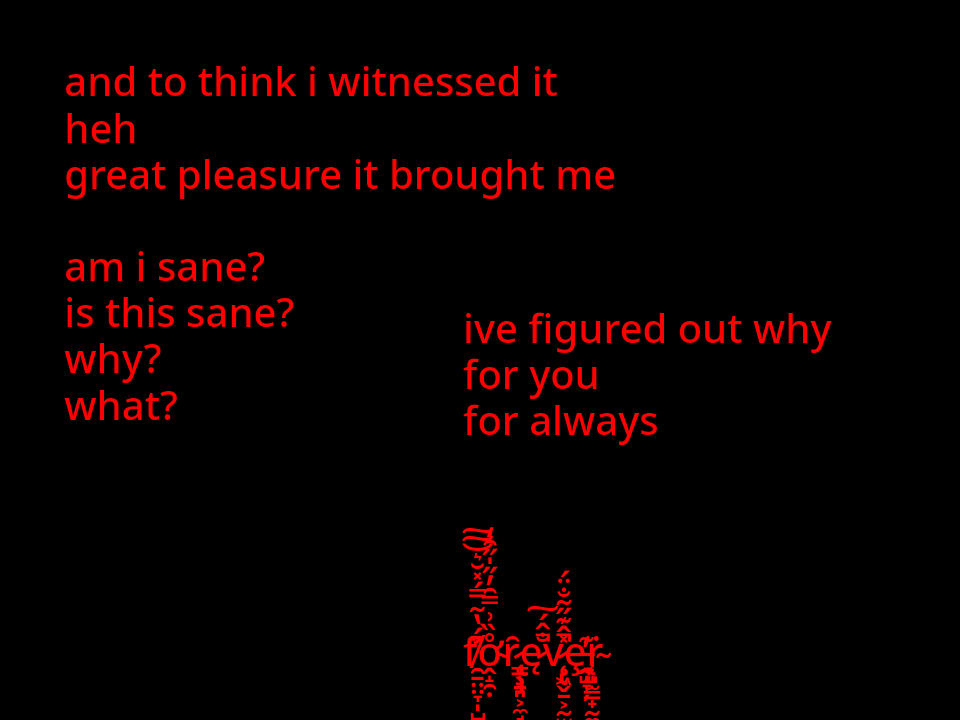 and to think i witnessed it
heh
great pleasure it brought me
am i sane?
is this sane?
why?
what?
ive figured out why
for you
for always
forever